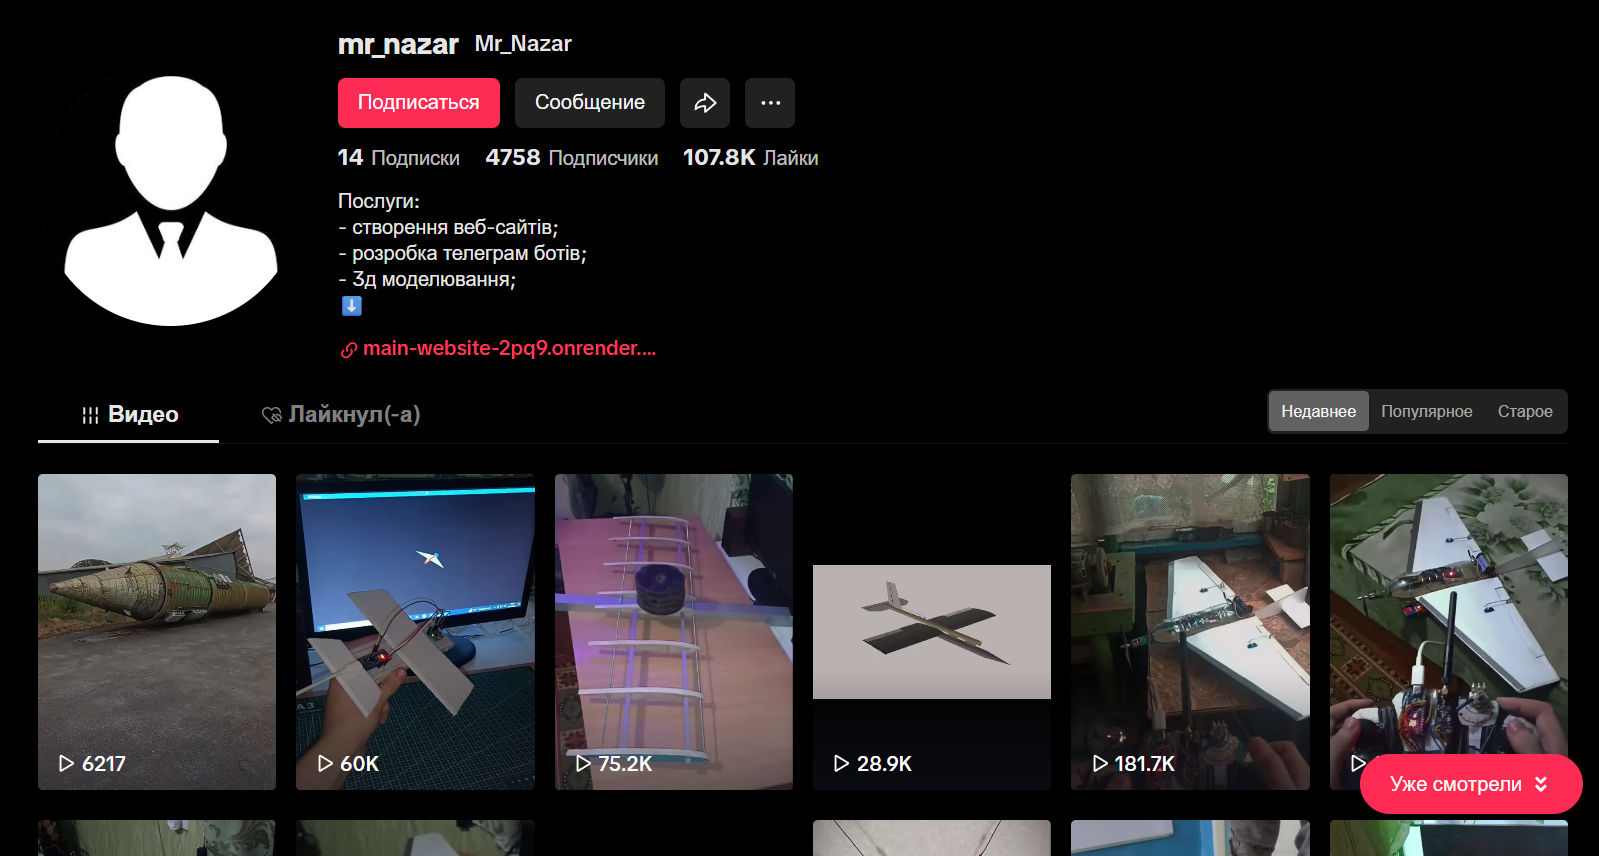 mr_nazar Mr_Nazar
Подписаться Сообщение
14 Подписки 4758 Подписчики 107.8K Лайки
Послуги:
- створення веб-сайтів;
- розробка телеграм ботів;
- 3д моделювання;
main-website-2pq9.onrender....
Видео Лайкнул(-а)
Недавнее Популярное Старое
6217 60K 75.2K 28.9K 181.7K
Уже смотрели